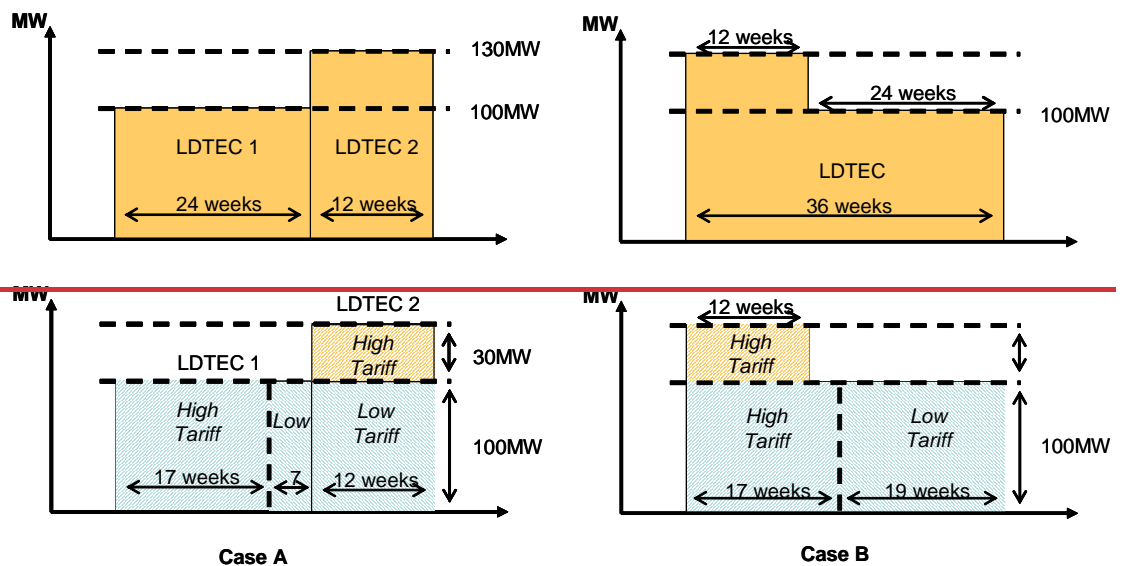 MW
130MW
100MW
LDTEC 1
LDTEC 2
24 weeks
12 weeks
MW
12 weeks
24 weeks
100MW
LDTEC
36 weeks
MW
LDTEC 2
High
Tariff
30MW
LDTEC 1
High
Tariff
Low
Low
Tariff
100MW
17 weeks
7
12 weeks
Case A
MW
12 weeks
High
Tariff
High
Tariff
Low
Tariff
100MW
17 weeks
19 weeks
Case B